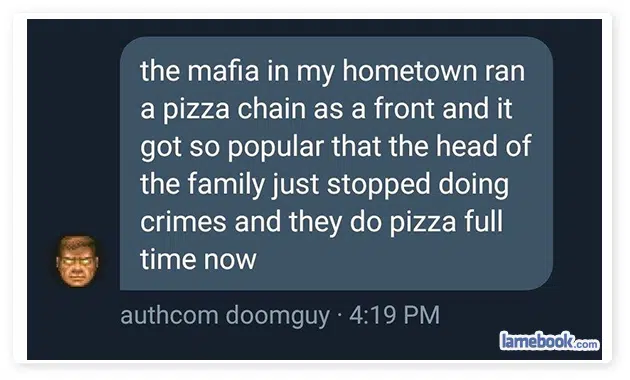 the mafia in my hometown ran
a pizza chain as a front and it
got so popular that the head of
the family just stopped doing
crimes and they do pizza full
time now
authcom doomguy · 4:19 PM
lamebook.com